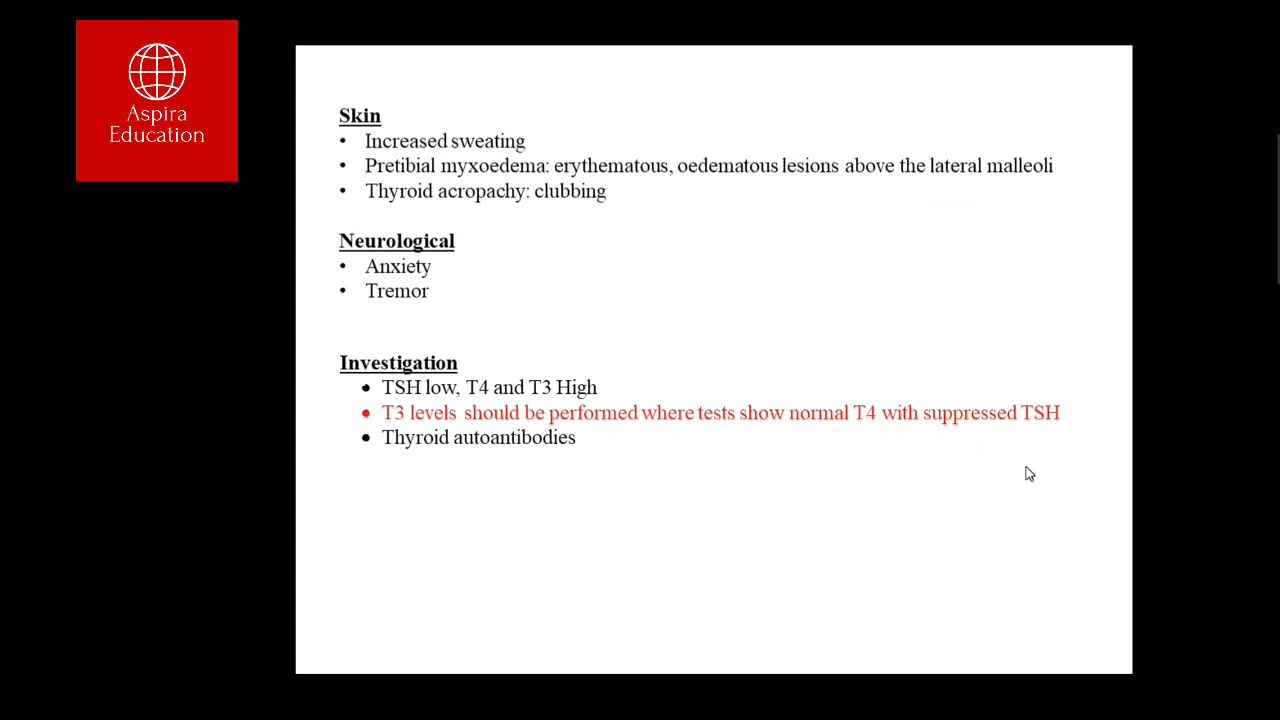 Aspira
Education
Skin
• Increased sweating
• Pretibial myxoedema: erythematous, oedematous lesions above the lateral malleoli
• Thyroid acropachy: clubbing
Neurological
• Anxiety
• Tremor
Investigation
• TSH low, T4 and T3 High
• T3 levels should be performed where tests show normal T4 with suppressed TSH
• Thyroid autoantibodies